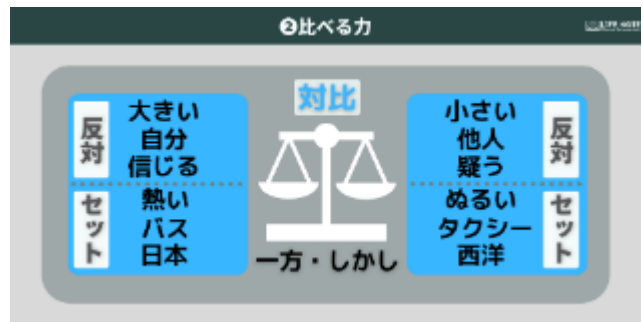 ❷比べる力
対比
反対
大きい
自分
信じる
セット
熱い
バス
日本
一方・しかし
小さい
他人
疑う
反対
ぬるい
タクシー
西洋
セット